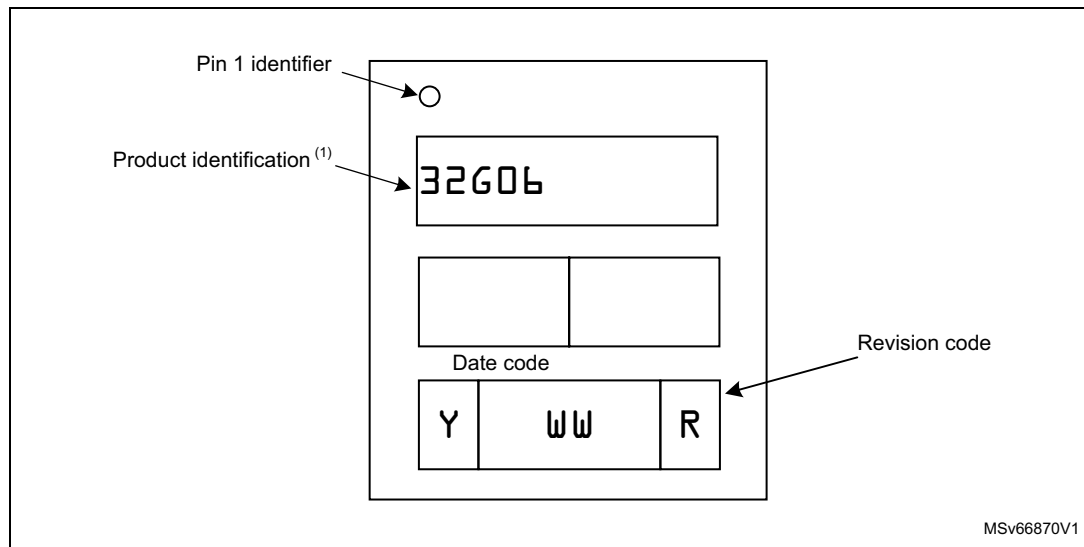 Pin 1 identifier
Product identification (1)
32G06
Revision code
Date code
Y WW R
MSv66870V1